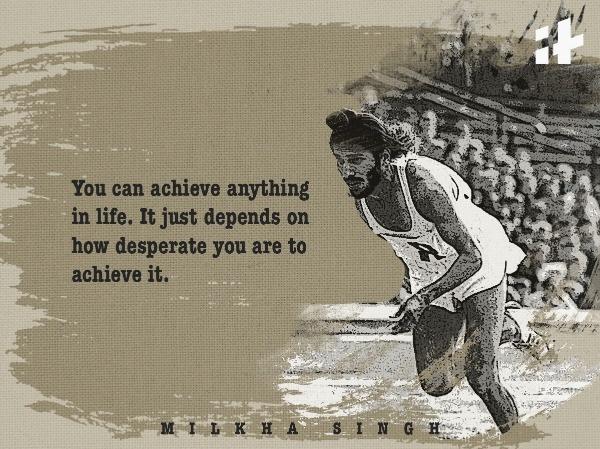 You can achieve anything
in life. It just depends on
how desperate you are to
achieve it.
MILKHA SINGH